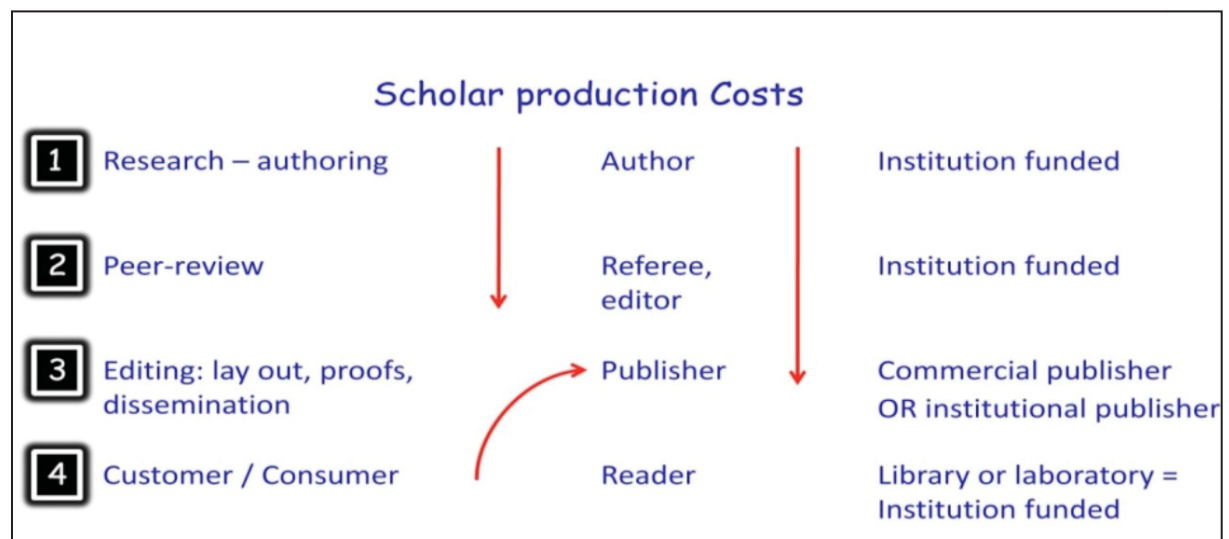 Scholar production Costs
1 Research – authoring Author Institution funded
2 Peer-review Referee, Institution funded
editor
3 Editing: lay out, proofs, Publisher Commercial publisher
dissemination OR institutional publisher
4 Customer / Consumer Reader Library or laboratory =
Institution funded